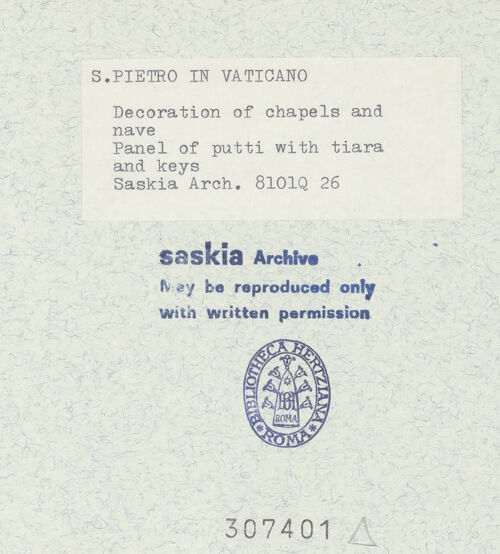 S.PIETRO IN VATICANO
Decoration of chapels and
nave
Panel of putti with tiara
and keys
Saskia Arch. 8101Q 26
saskia Archive
May be reproduced only
with written permission
BIBLIOTHECA HERTZIANA
BH
ROMA
* ROMA *
307401